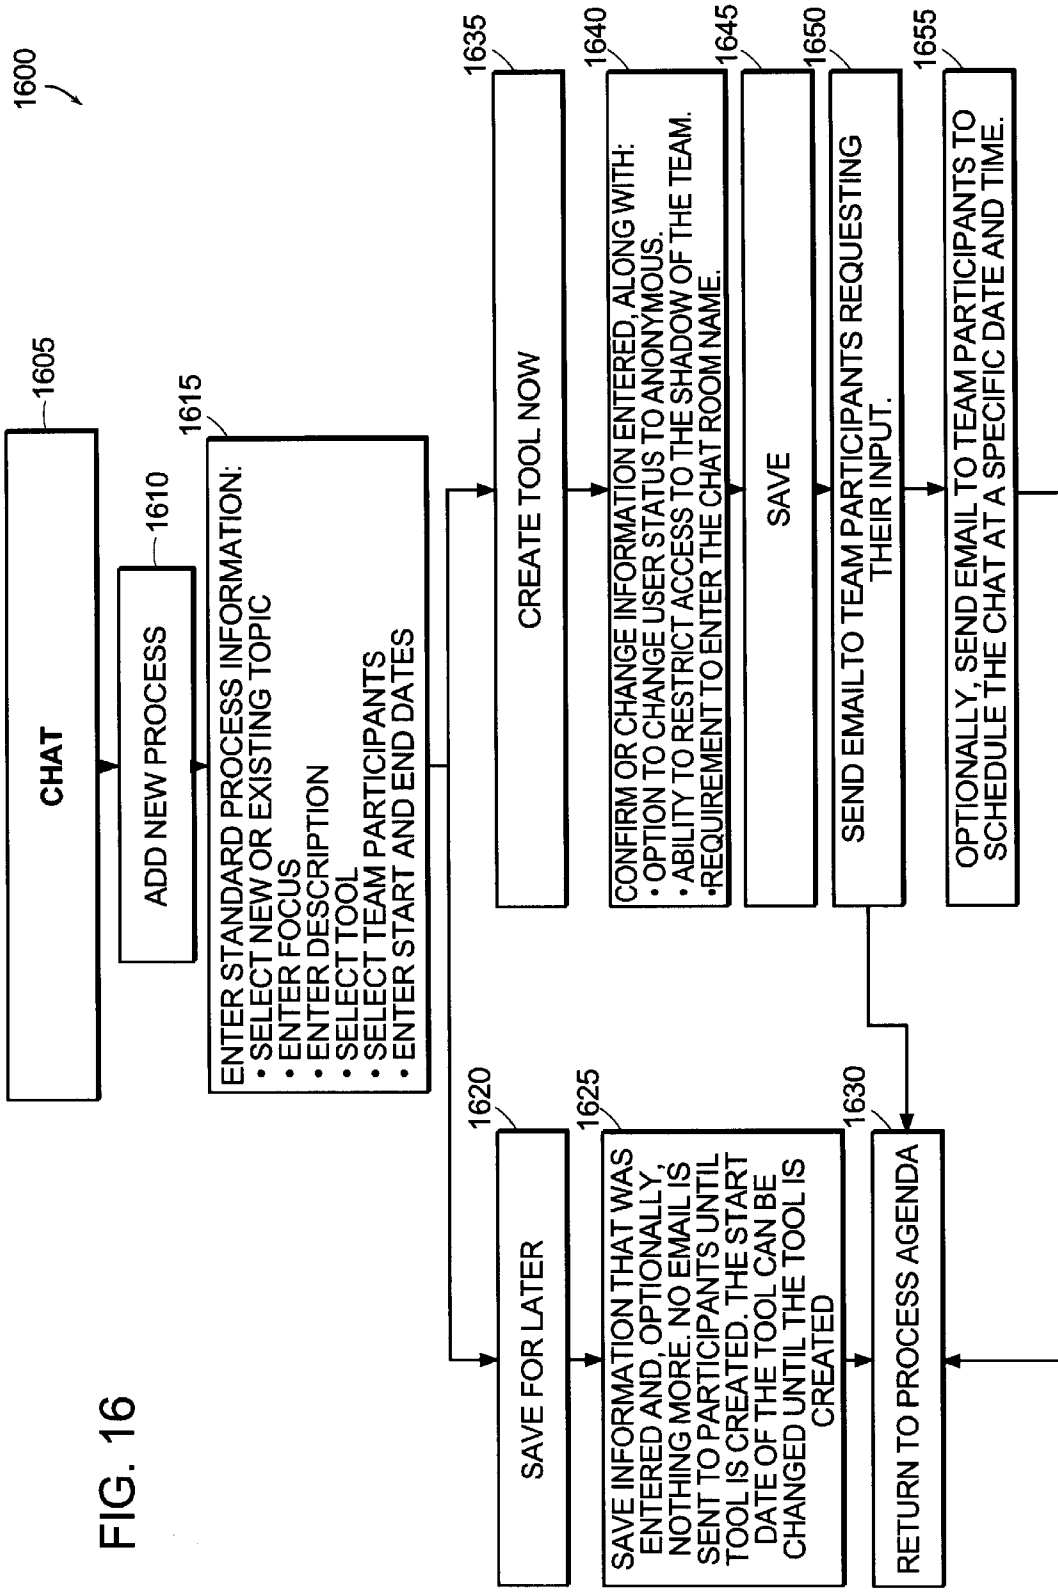 FIG. 16
1600
CHAT
1605
ADD NEW PROCESS
1610
ENTER STANDARD PROCESS INFORMATION:
• SELECT NEW OR EXISTING TOPIC
• ENTER FOCUS
• ENTER DESCRIPTION
• SELECT TOOL
• SELECT TEAM PARTICIPANTS
• ENTER START AND END DATES
1615
SAVE FOR LATER
1620
SAVE INFORMATION THAT WAS
ENTERED AND, OPTIONALLY,
NOTHING MORE. NO EMAIL IS
SENT TO PARTICIPANTS UNTIL
TOOL IS CREATED. THE START
DATE OF THE TOOL CAN BE
CHANGED UNTIL THE TOOL IS
CREATED
1625
RETURN TO PROCESS AGENDA
1630
CREATE TOOL NOW
1635
CONFIRM OR CHANGE INFORMATION ENTERED, ALONG WITH:
• OPTION TO CHANGE USER STATUS TO ANONYMOUS.
• ABILITY TO RESTRICT ACCESS TO THE SHADOW OF THE TEAM.
•REQUIREMENT TO ENTER THE CHAT ROOM NAME.
1640
SAVE
1645
SEND EMAIL TO TEAM PARTICIPANTS REQUESTING
THEIR INPUT.
1650
OPTIONALLY, SEND EMAIL TO TEAM PARTICIPANTS TO
SCHEDULE THE CHAT AT A SPECIFIC DATE AND TIME.
1655